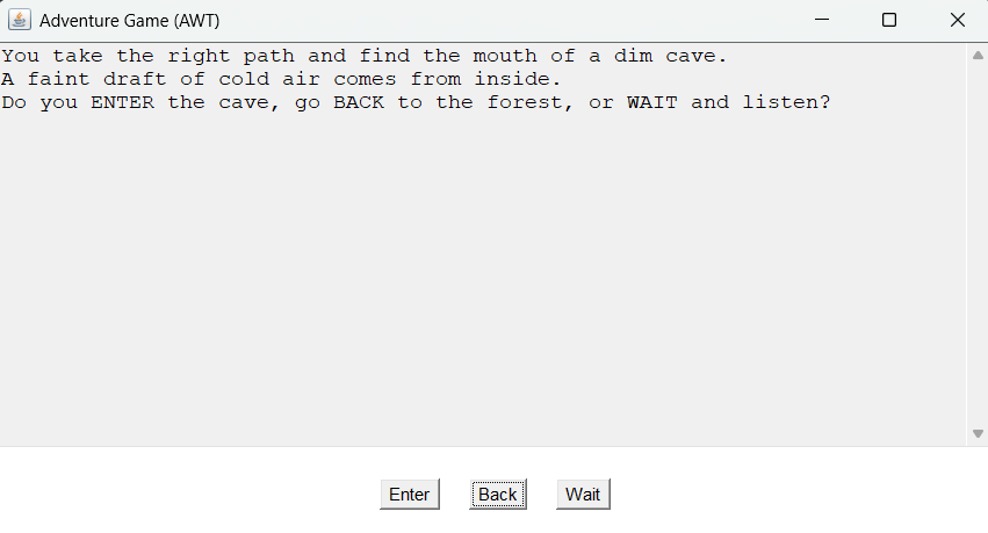 Adventure Game (AWT)
You take the right path and find the mouth of a dim cave.
A faint draft of cold air comes from inside.
Do you ENTER the cave, go BACK to the forest, or WAIT and listen?
Enter Back Wait